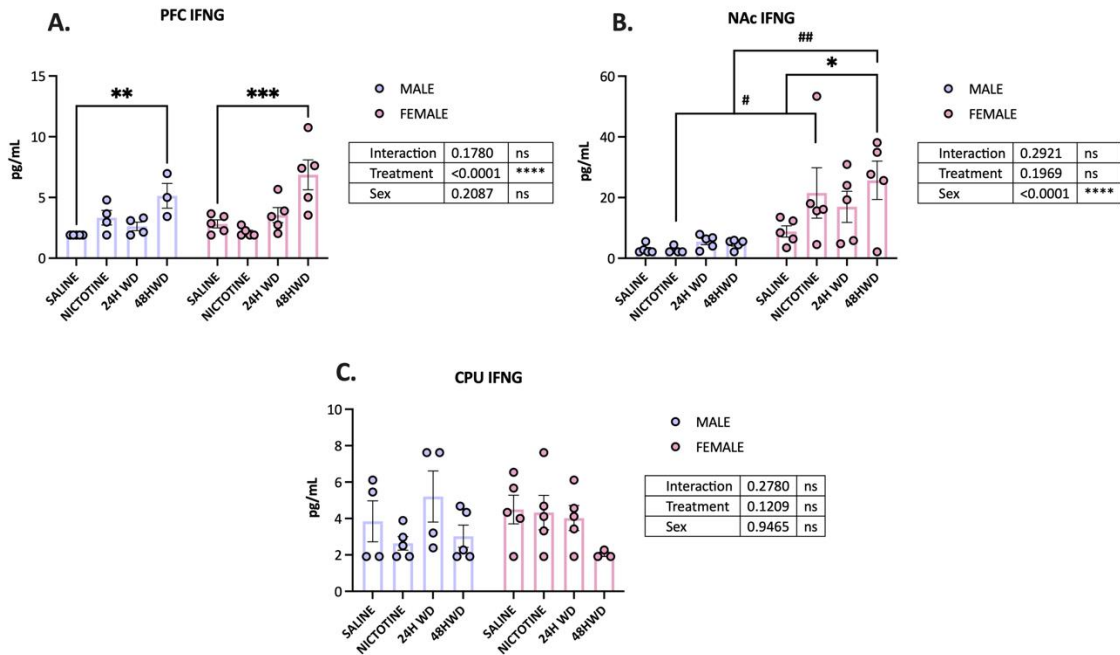 A.
PFC IFNG
15
10
5
0
pg/mL
**
***
SALINE
NICTOTINE
24H WD
48HWD
SALINE
NICTOTINE
24H WD
48HWD
MALE
FEMALE
Interaction 0.1780 ns
Treatment <0.0001 ****
Sex 0.2087 ns
B.
NAc IFNG
60
40
20
0
pg/mL
##
*
#
SALINE
NICTOTINE
24H WD
48HWD
SALINE
NICTOTINE
24H WD
48HWD
MALE
FEMALE
Interaction 0.2921 ns
Treatment 0.1969 ns
Sex <0.0001 ****
C.
CPU IFNG
10
8
6
4
2
0
pg/mL
SALINE
NICTOTINE
24H WD
48HWD
SALINE
NICTOTINE
24H WD
48HWD
MALE
FEMALE
Interaction 0.2780 ns
Treatment 0.1209 ns
Sex 0.9465 ns